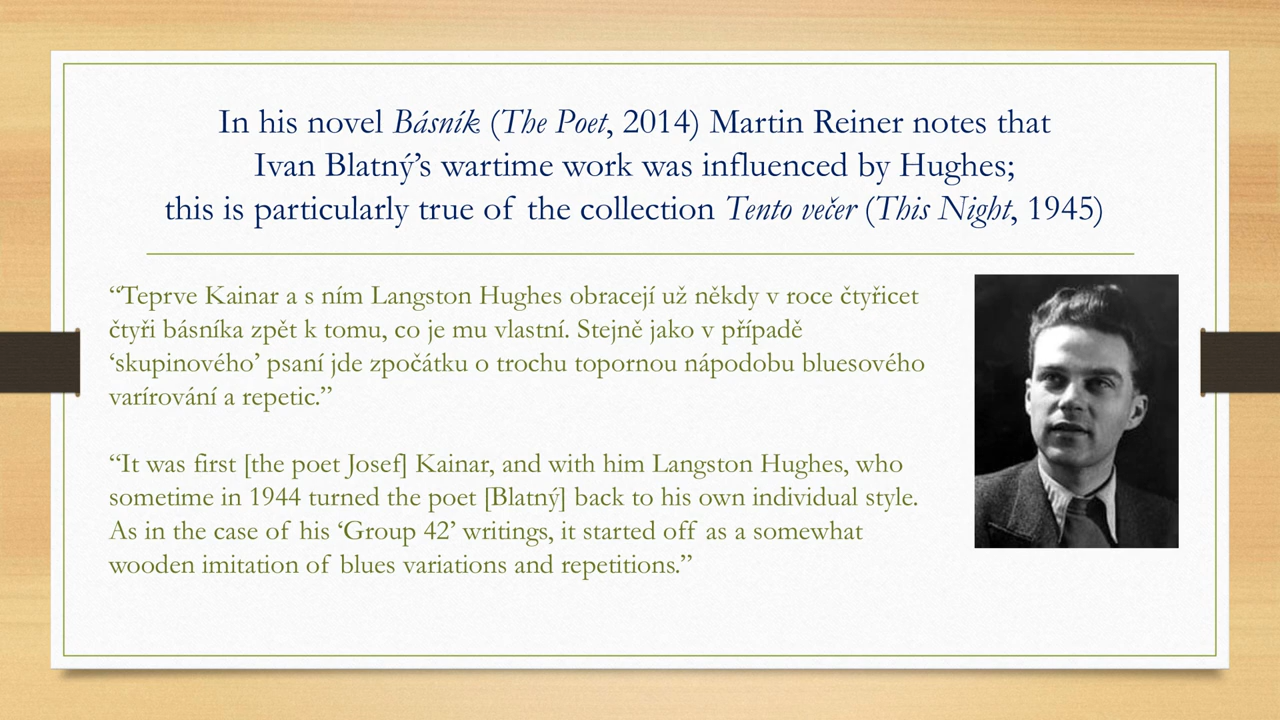 In his novel Básník (The Poet, 2014) Martin Reiner notes that
Ivan Blatný’s wartime work was influenced by Hughes;
this is particularly true of the collection Tento večer (This Night, 1945)
“Teprve Kainar a s ním Langston Hughes obracejí už někdy v roce čtyřicet
čtyři básníka zpět k tomu, co je mu vlastní. Stejně jako v případě
‘skupinového’ psaní jde zpočátku o trochu topornou nápodobu bluesového
varírování a repetic.”
“It was first [the poet Josef] Kainar, and with him Langston Hughes, who
sometime in 1944 turned the poet [Blatný] back to his own individual style.
As in the case of his ‘Group 42’ writings, it started off as a somewhat
wooden imitation of blues variations and repetitions.”